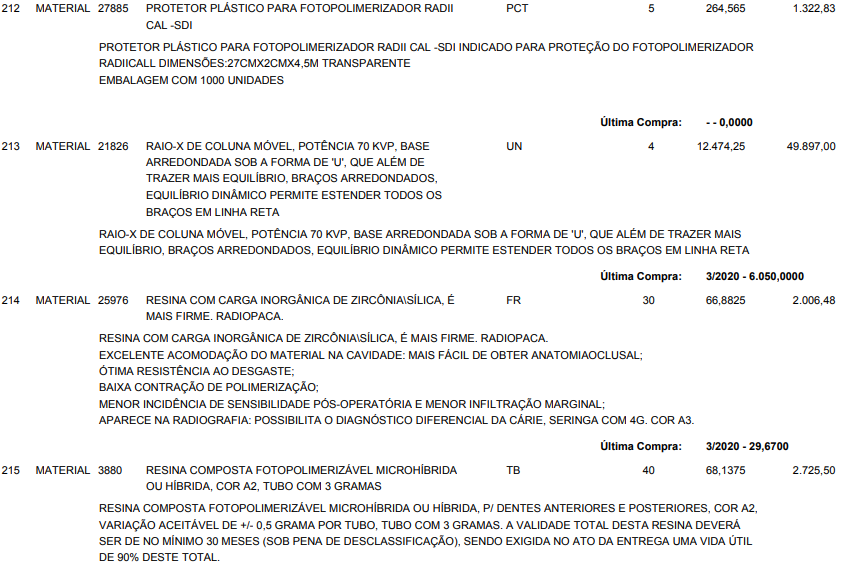 212 MATERIAL 27885 PROTETOR PLÁSTICO PARA FOTOPOLIMERIZADOR RADII PCT 5 264,565 1.322,83
CAL -SDI
PROTETOR PLÁSTICO PARA FOTOPOLIMERIZADOR RADII CAL -SDI INDICADO PARA PROTEÇÃO DO FOTOPOLIMERIZADOR
RADIICALL DIMENSÕES:27CMX2CMX4,5M TRANSPARENTE
EMBALAGEM COM 1000 UNIDADES
Última Compra: - - 0,0000
213 MATERIAL 21826 RAIO-X DE COLUNA MÓVEL, POTÊNCIA 70 KVP, BASE UN 4 12.474,25 49.897,00
ARREDONDADA SOB A FORMA DE 'U', QUE ALÉM DE
TRAZER MAIS EQUILÍBRIO, BRAÇOS ARREDONDADOS,
EQUILÍBRIO DINÂMICO PERMITE ESTENDER TODOS OS
BRAÇOS EM LINHA RETA
RAIO-X DE COLUNA MÓVEL, POTÊNCIA 70 KVP, BASE ARREDONDADA SOB A FORMA DE 'U', QUE ALÉM DE TRAZER MAIS
EQUILÍBRIO, BRAÇOS ARREDONDADOS, EQUILÍBRIO DINÂMICO PERMITE ESTENDER TODOS OS BRAÇOS EM LINHA RETA
Última Compra: 3/2020 - 6.050,0000
214 MATERIAL 25976 RESINA COM CARGA INORGÂNICA DE ZIRCÔNIA\SÍLICA, É FR 30 66,8825 2.006,48
MAIS FIRME. RADIOPACA.
RESINA COM CARGA INORGÂNICA DE ZIRCÔNIA\SÍLICA, É MAIS FIRME. RADIOPACA.
EXCELENTE ACOMODAÇÃO DO MATERIAL NA CAVIDADE: MAIS FÁCIL DE OBTER ANATOMIAOCLUSAL;
ÓTIMA RESISTÊNCIA AO DESGASTE;
BAIXA CONTRAÇÃO DE POLIMERIZAÇÃO;
MENOR INCIDÊNCIA DE SENSIBILIDADE PÓS-OPERATÓRIA E MENOR INFILTRAÇÃO MARGINAL;
APARECE NA RADIOGRAFIA: POSSIBILITA O DIAGNÓSTICO DIFERENCIAL DA CÁRIE, SERINGA COM 4G. COR A3.
Última Compra: 3/2020 - 29,6700
215 MATERIAL 3880 RESINA COMPOSTA FOTOPOLIMERIZÁVEL MICROHÍBRIDA TB 40 68,1375 2.725,50
OU HÍBRIDA, COR A2, TUBO COM 3 GRAMAS
RESINA COMPOSTA FOTOPOLIMERIZÁVEL MICROHÍBRIDA OU HÍBRIDA, P/ DENTES ANTERIORES E POSTERIORES, COR A2,
VARIAÇÃO ACEITÁVEL DE +/- 0,5 GRAMA POR TUBO, TUBO COM 3 GRAMAS. A VALIDADE TOTAL DESTA RESINA DEVERÁ
SER DE NO MÍNIMO 30 MESES (SOB PENA DE DESCLASSIFICAÇÃO), SENDO EXIGIDA NO ATO DA ENTREGA UMA VIDA ÚTIL
DE 90% DESTE TOTAL.